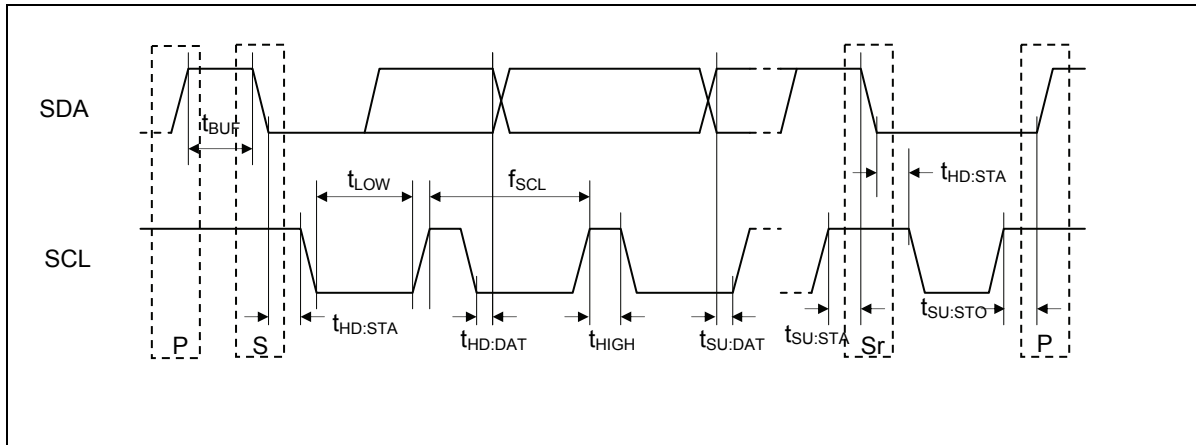 SDA
tBUF
tLOW
fSCL
tHD:STA
SCL
tHD:STA
tHD:DAT
tHIGH
tSU:DAT
tSU:STA
tSU:STO
P
S
Sr
P